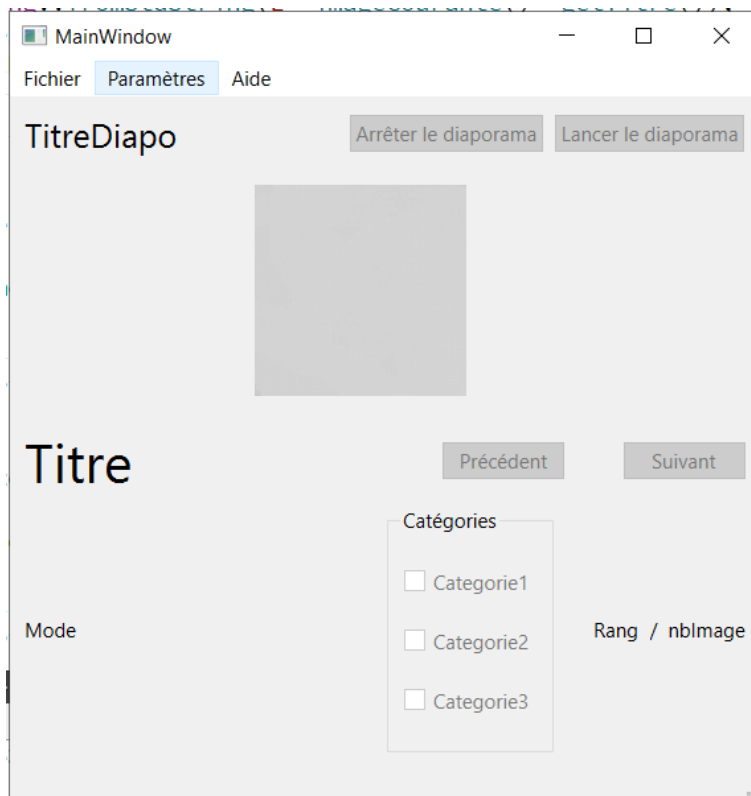 MainWindow
Fichier Paramètres Aide
TitreDiapo
Arrêter le diaporama Lancer le diaporama
Titre
Précédent Suivant
Catégories
Categorie1
Categorie2
Categorie3
Mode
Rang / nbImage